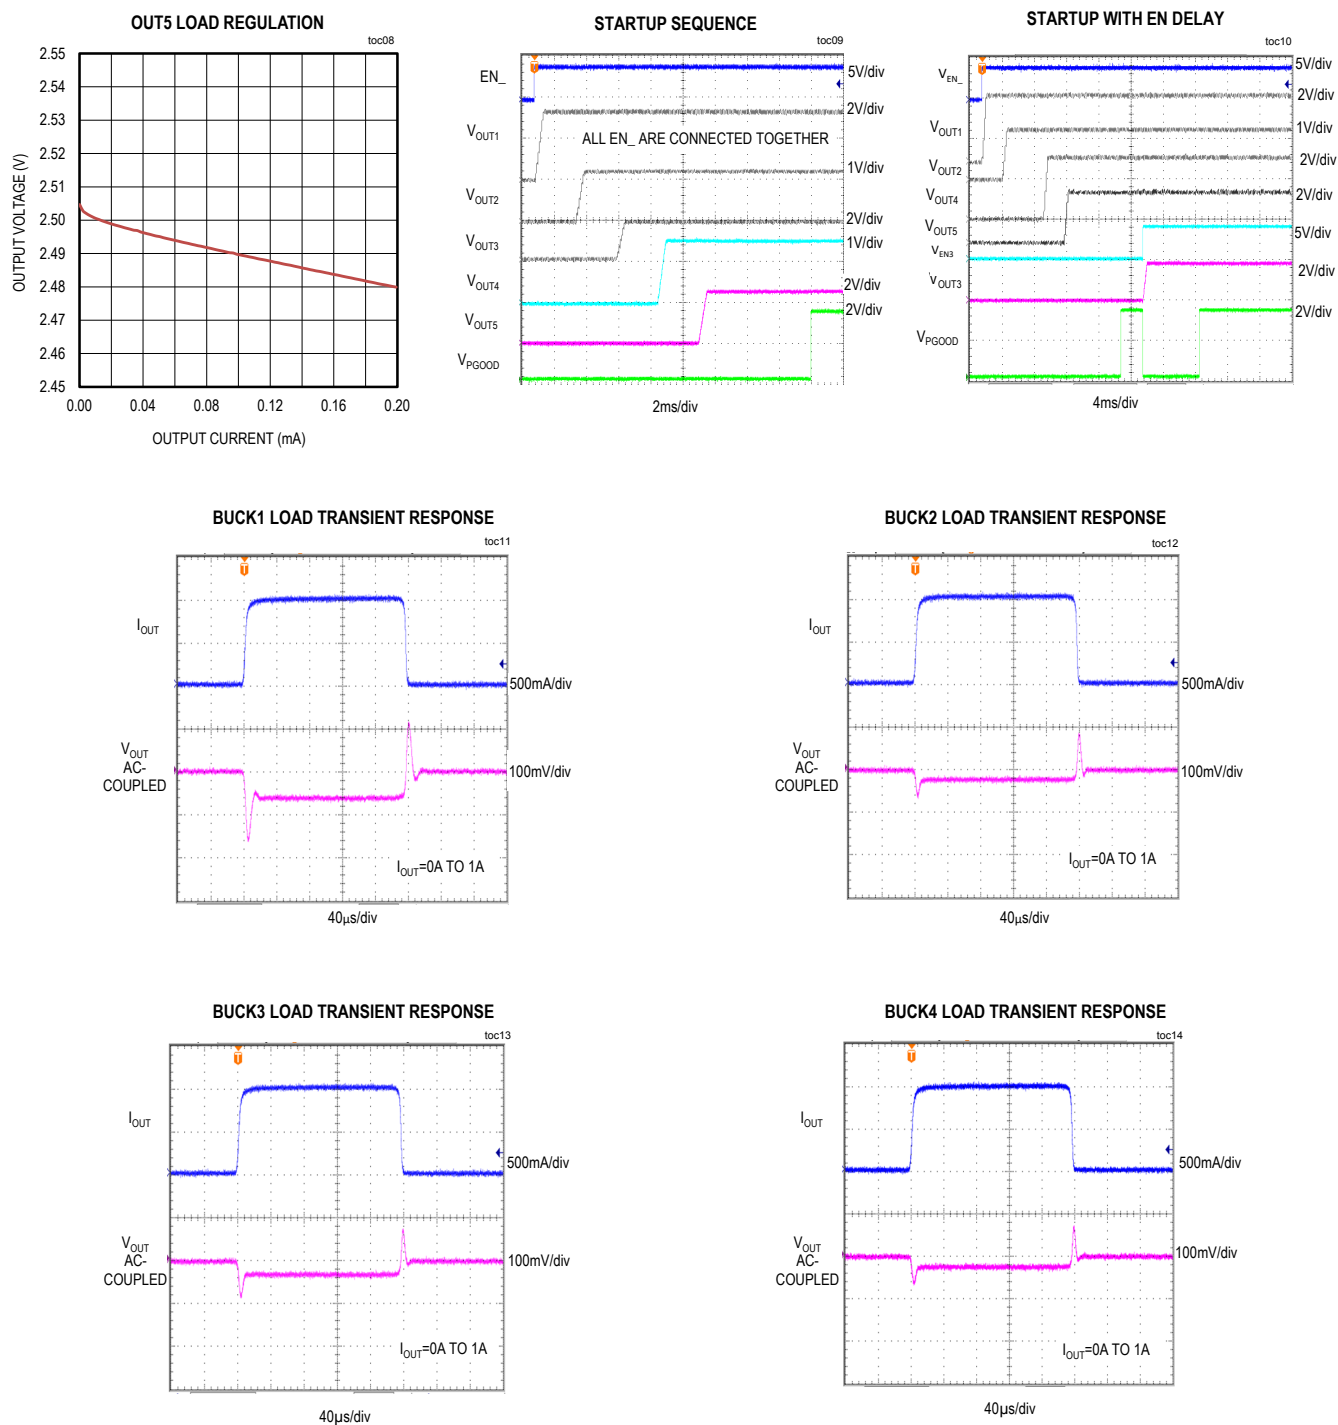 OUT5 LOAD REGULATION
toc08
2.55
2.54
2.53
2.52
2.51
2.50
2.49
2.48
2.47
2.46
2.45
OUTPUT VOLTAGE (V)
0.00 0.04 0.08 0.12 0.16 0.20
OUTPUT CURRENT (mA)
STARTUP SEQUENCE
toc09
EN_
5V/div
VOUT1
2V/div
ALL EN_ ARE CONNECTED TOGETHER
VOUT2
1V/div
VOUT3
2V/div
VOUT4
1V/div
VOUT5
2V/div
VPGOOD
2V/div
2ms/div
STARTUP WITH EN DELAY
toc10
VEN_
5V/div
VOUT1
2V/div
VOUT2
1V/div
VOUT4
2V/div
VOUT5
2V/div
VEN3
5V/div
VOUT3
2V/div
VPGOOD
2V/div
4ms/div
BUCK1 LOAD TRANSIENT RESPONSE
toc11
T
IOUT
500mA/div
VOUT
AC-
COUPLED
100mV/div
IOUT=0A TO 1A
40µs/div
BUCK2 LOAD TRANSIENT RESPONSE
toc12
T
IOUT
500mA/div
VOUT
AC-
COUPLED
100mV/div
IOUT=0A TO 1A
40µs/div
BUCK3 LOAD TRANSIENT RESPONSE
toc13
T
IOUT
500mA/div
VOUT
AC-
COUPLED
100mV/div
IOUT=0A TO 1A
40µs/div
BUCK4 LOAD TRANSIENT RESPONSE
toc14
T
IOUT
500mA/div
VOUT
AC-
COUPLED
100mV/div
IOUT=0A TO 1A
40µs/div